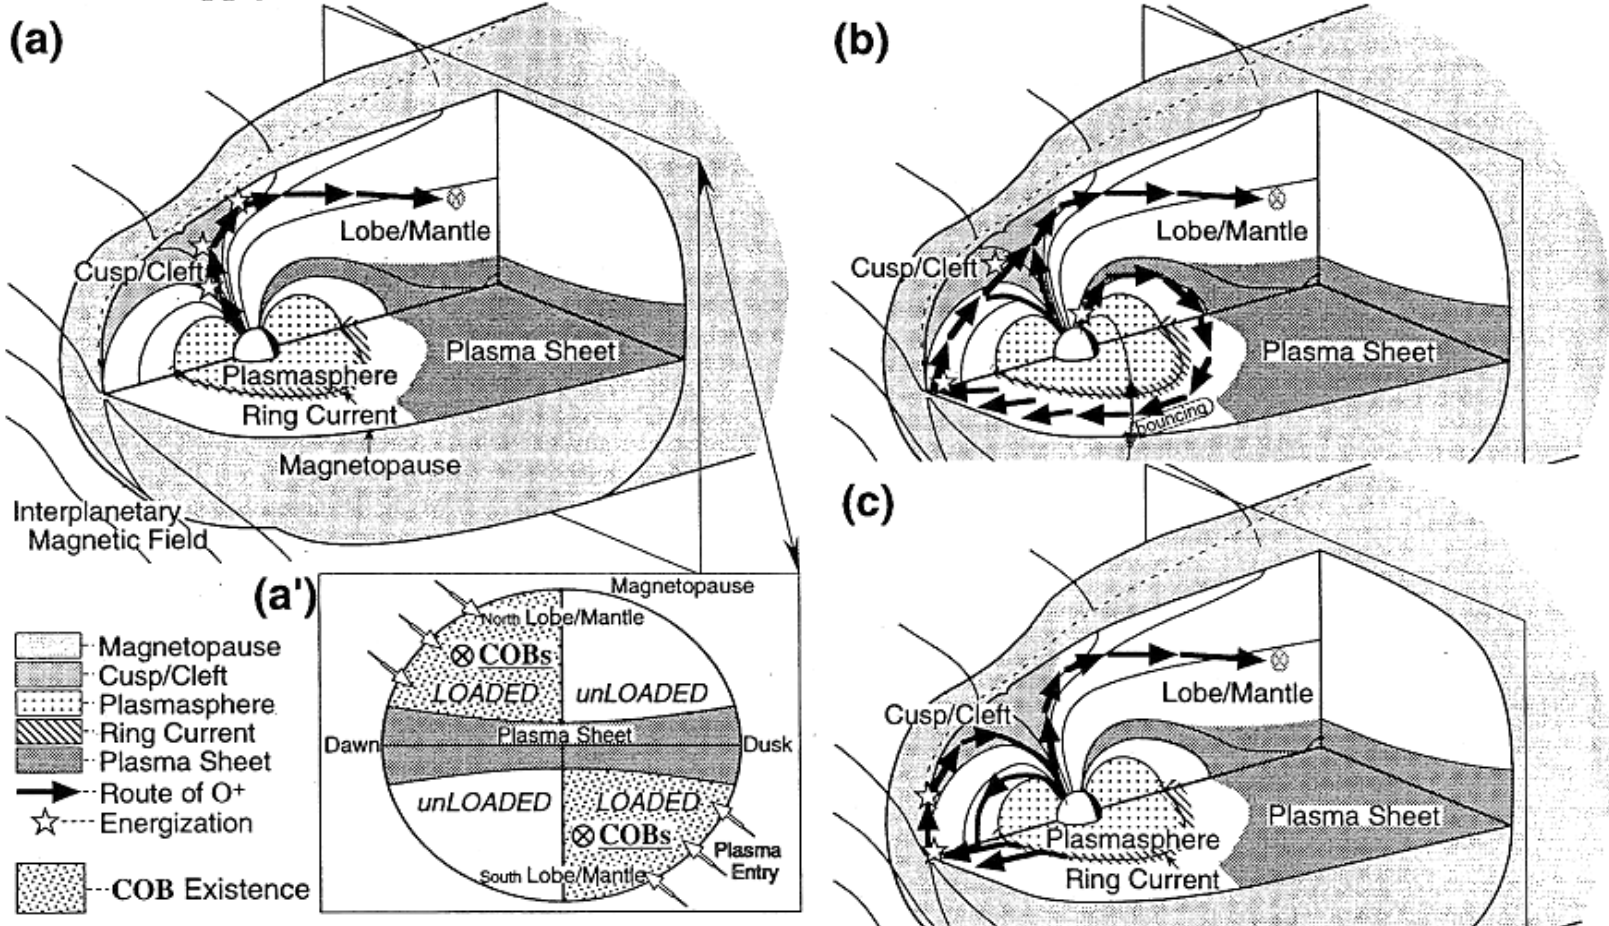 (a)
Cusp/Cleft
Lobe/Mantle
Plasma Sheet
Plasmasphere
Ring Current
Magnetopause
Interplanetary
Magnetic Field
(b)
Cusp/Cleft
Lobe/Mantle
Plasma Sheet
bouncing
(c)
Cusp/Cleft
Lobe/Mantle
Plasma Sheet
Plasmasphere
Ring Current
(a')
Magnetopause
North Lobe/Mantle
COBs
LOADED
unLOADED
Dawn
Plasma Sheet
Dusk
unLOADED
LOADED
COBs
South Lobe/Mantle
Plasma
Entry
Magnetopause
Cusp/Cleft
Plasmasphere
Ring Current
Plasma Sheet
Route of O+
Energization
COB Existence